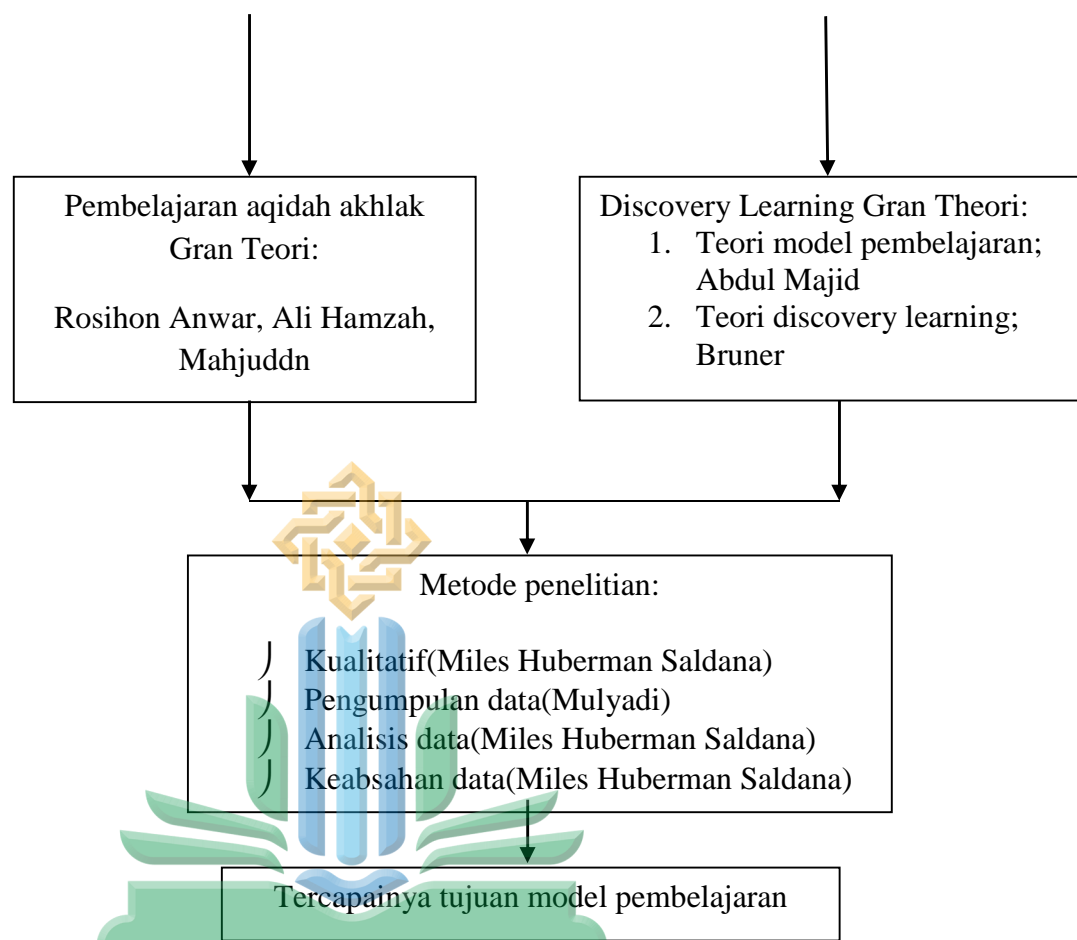 Pembelajaran aqidah akhlak
Gran Teori:
Rosihon Anwar, Ali Hamzah,
Mahjuddn
Discovery Learning Gran Theori:
1. Teori model pembelajaran;
Abdul Majid
2. Teori discovery learning;
Bruner
Metode penelitian:
Kualitatif(Miles Huberman Saldana)
Pengumpulan data(Mulyadi)
Analisis data(Miles Huberman Saldana)
Keabsahan data(Miles Huberman Saldana)
Tercapainya tujuan model pembelajaran